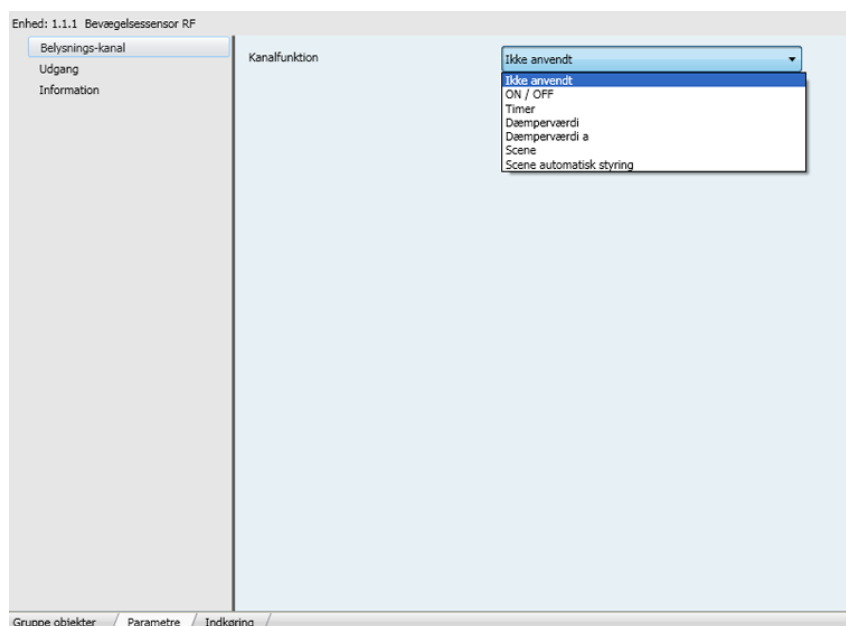 Enhed: 1.1.1 Bevægelsessensor RF
Belysnings-kanal
Udgang
Information
Kanalfunktion
Ikke anvendt
Ikke anvendt
ON / OFF
Timer
Dæmperværdi
Dæmperværdi a
Scene
Scene automatisk styring
Gruppe objekter / Parametre / Indkøring /